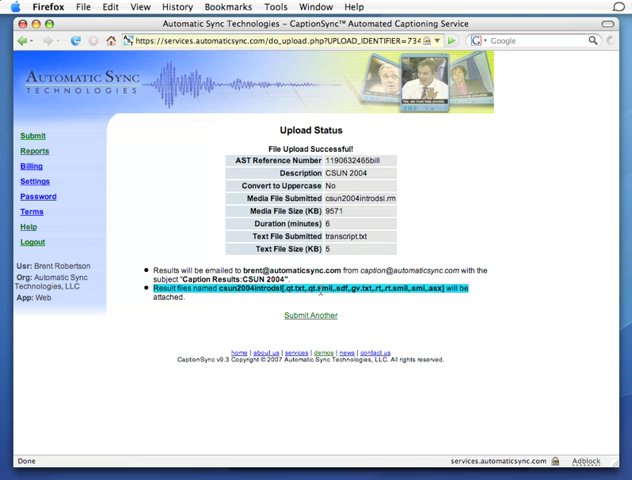 Firefox File Edit View History Bookmarks Tools Window Help
Automatic Sync Technologies - CaptionSync™ Automated Captioning Service
https://services.automaticsync.com/do_upload.php?UPLOAD_IDENTIFIER=734
Google
AUTOMATIC SYNC
TECHNOLOGIES
Submit
Reports
Billing
Settings
Password
Terms
Help
Logout
Usr: Brent Robertson
Org: Automatic Sync
Technologies, LLC
App: Web
Upload Status
File Upload Successful!
AST Reference Number 1190632465bill
Description CSUN 2004
Convert to Uppercase No
Media File Submitted csun2004introdsl.rm
Media File Size (KB) 9571
Duration (minutes) 6
Text File Submitted transcript.txt
Text File Size (KB) 5
Results will be emailed to brent@automaticsync.com from caption@automaticsync.com with the
subject "Caption Results:CSUN 2004".
Result files named csun2004introdsl[.qt.txt,.qt.smil,.sdf,.gv.txt,.rt,.rt.smil,.smi,.asx] will be
attached.
Submit Another
home | about us | services | demos | news | contact us
CaptionSync v9.3 Copyright © 2007 Automatic Sync Technologies, LLC. All rights reserved.
Done
services.automaticsync.com
Adblock